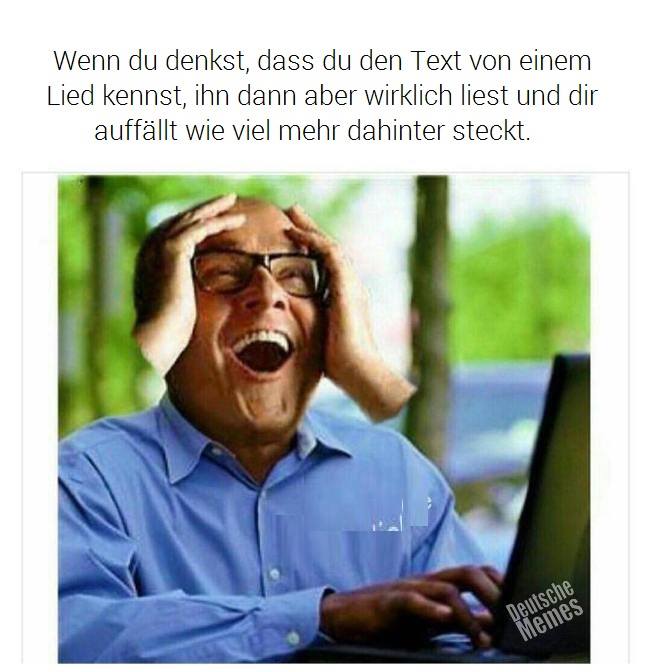 Wenn du denkst, dass du den Text von einem
Lied kennst, ihn dann aber wirklich liest und dir
auffällt wie viel mehr dahinter steckt.
Deutsche
Memes